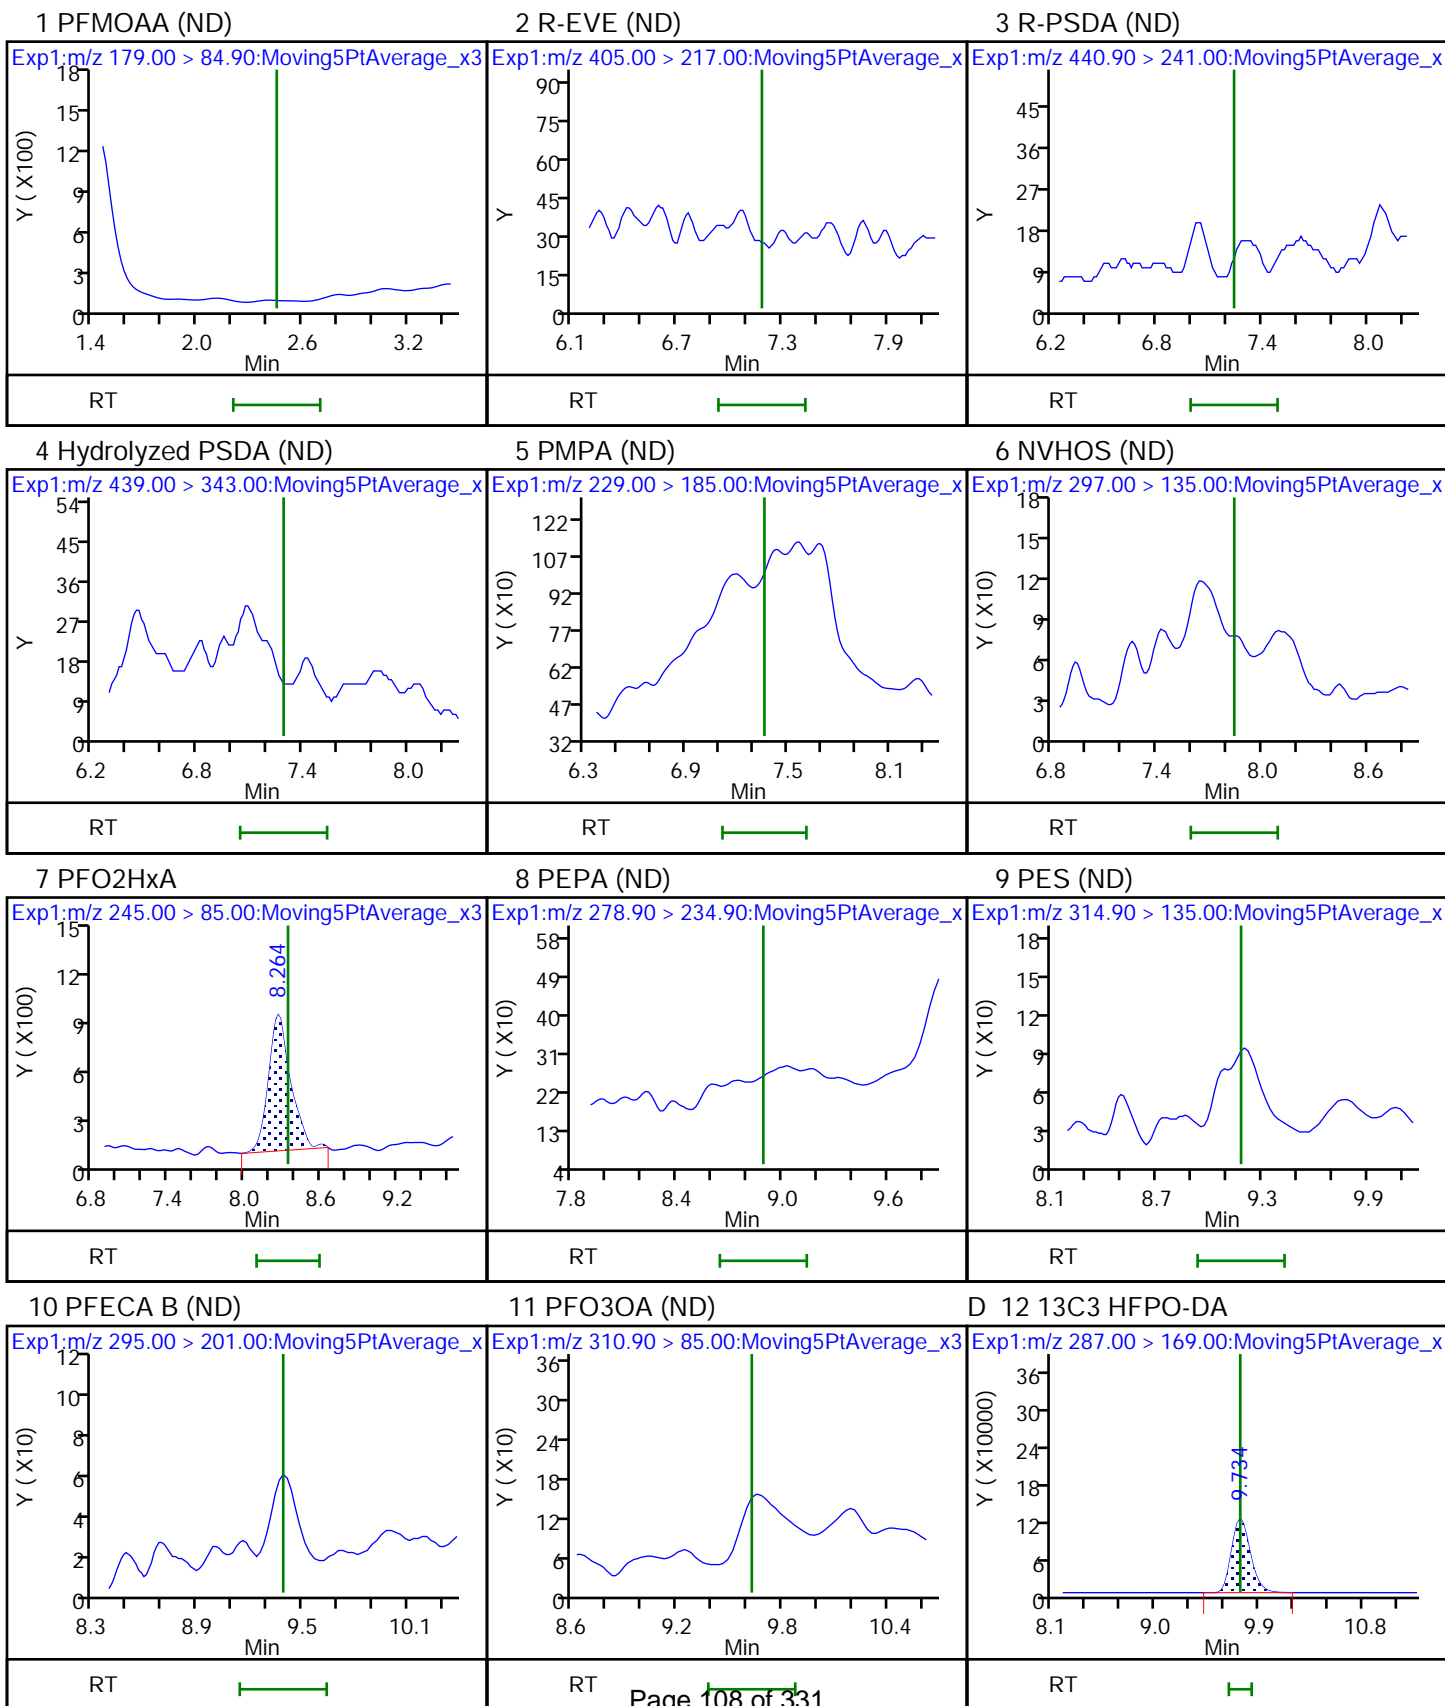 1 PFMOAA (ND)
Exp1:m/z 179.00 > 84.90:Moving5PtAverage_x3
Y ( X100)
18
15
12
9
6
3
0
1.4 2.0 2.6 3.2
Min
RT
2 R-EVE (ND)
Exp1:m/z 405.00 > 217.00:Moving5PtAverage_x
Y
90
75
60
45
30
15
0
6.1 6.7 7.3 7.9
Min
RT
3 R-PSDA (ND)
Exp1:m/z 440.90 > 241.00:Moving5PtAverage_x
Y
45
36
27
18
9
0
6.2 6.8 7.4 8.0
Min
RT
4 Hydrolyzed PSDA (ND)
Exp1:m/z 439.00 > 343.00:Moving5PtAverage_x
Y
54
45
36
27
18
9
0
6.2 6.8 7.4 8.0
Min
RT
5 PMPA (ND)
Exp1:m/z 229.00 > 185.00:Moving5PtAverage_x
Y ( X10)
122
107
92
77
62
47
32
6.3 6.9 7.5 8.1
Min
RT
6 NVHOS (ND)
Exp1:m/z 297.00 > 135.00:Moving5PtAverage_x
Y ( X10)
18
15
12
9
6
3
0
6.8 7.4 8.0 8.6
Min
RT
7 PFO2HxA
Exp1:m/z 245.00 > 85.00:Moving5PtAverage_x3
Y ( X100)
15
12
9
6
3
0
8.264
6.8 7.4 8.0 8.6 9.2
Min
RT
8 PEPA (ND)
Exp1:m/z 278.90 > 234.90:Moving5PtAverage_x
Y ( X10)
58
49
40
31
22
13
4
7.8 8.4 9.0 9.6
Min
RT
9 PES (ND)
Exp1:m/z 314.90 > 135.00:Moving5PtAverage_x
Y ( X10)
18
15
12
9
6
3
0
8.1 8.7 9.3 9.9
Min
RT
10 PFECA B (ND)
Exp1:m/z 295.00 > 201.00:Moving5PtAverage_x
Y ( X10)
12
10
8
6
4
2
0
8.3 8.9 9.5 10.1
Min
RT
11 PFO3OA (ND)
Exp1:m/z 310.90 > 85.00:Moving5PtAverage_x3
Y ( X10)
36
30
24
18
12
6
0
8.6 9.2 9.8 10.4
Min
RT
D 12 13C3 HFPO-DA
Exp1:m/z 287.00 > 169.00:Moving5PtAverage_x
Y ( X10000)
36
30
24
18
12
6
0
9.734
8.1 9.0 9.9 10.8
Min
RT
Page 108 of 331